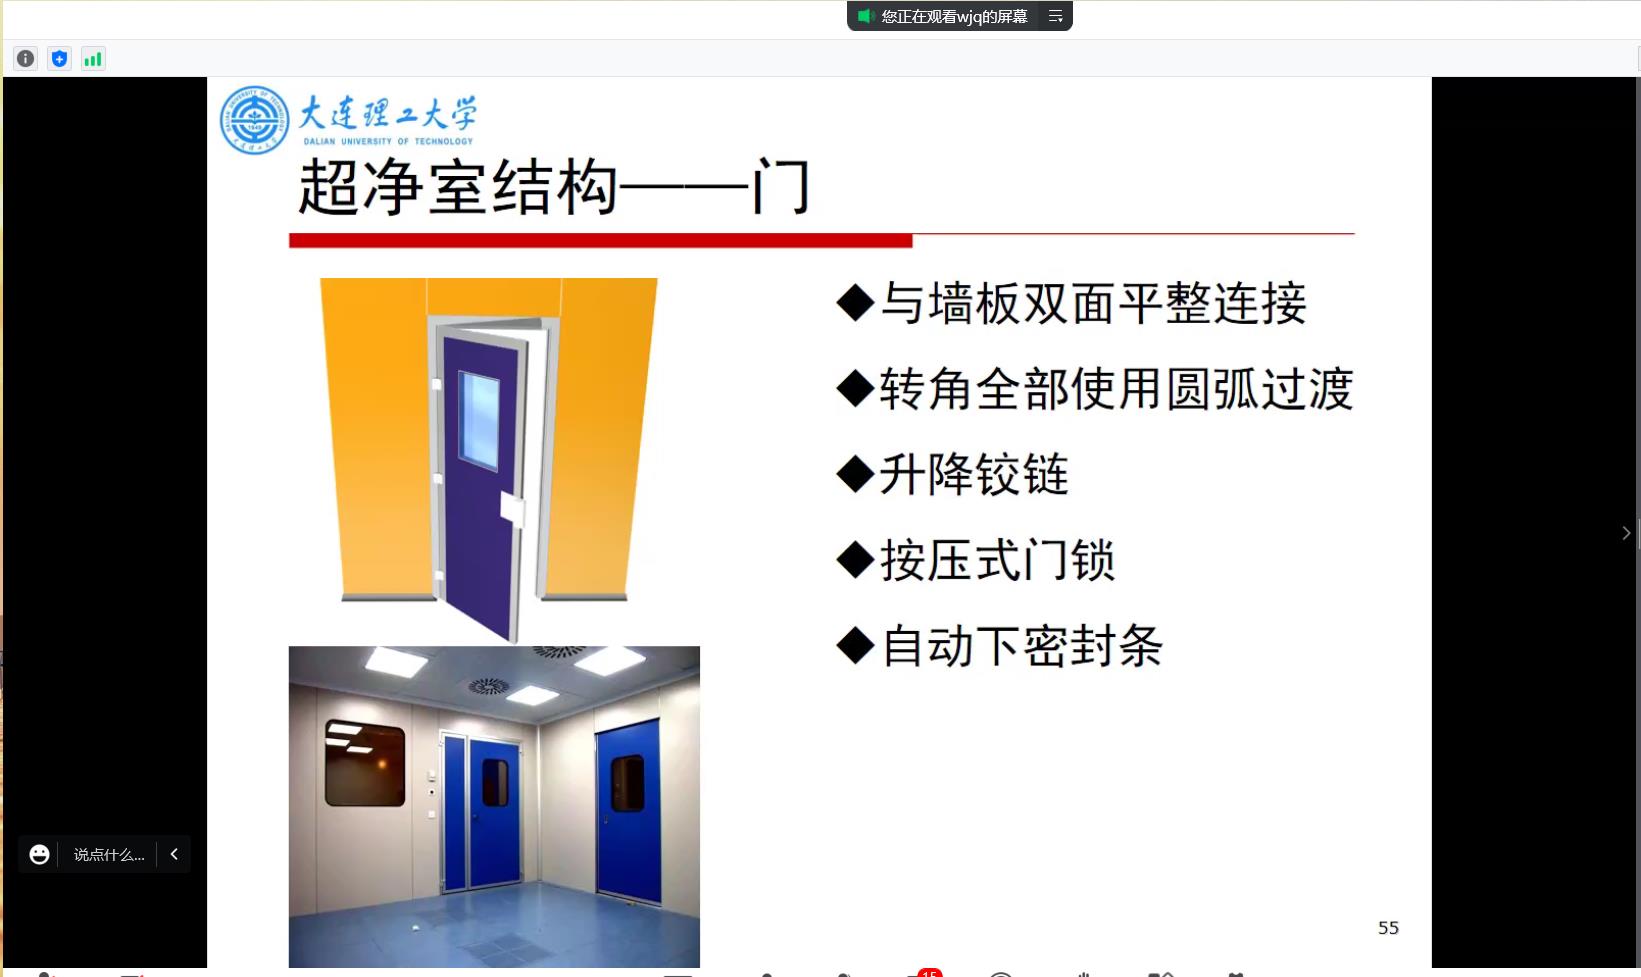 您正在观看wjq的屏幕
大连理工大学
DALIAN UNIVERSITY OF TECHNOLOGY
超净室结构——门
◆与墙板双面平整连接
◆转角全部使用圆弧过渡
◆升降铰链
◆按压式门锁
◆自动下密封条
说点什么...
55
15